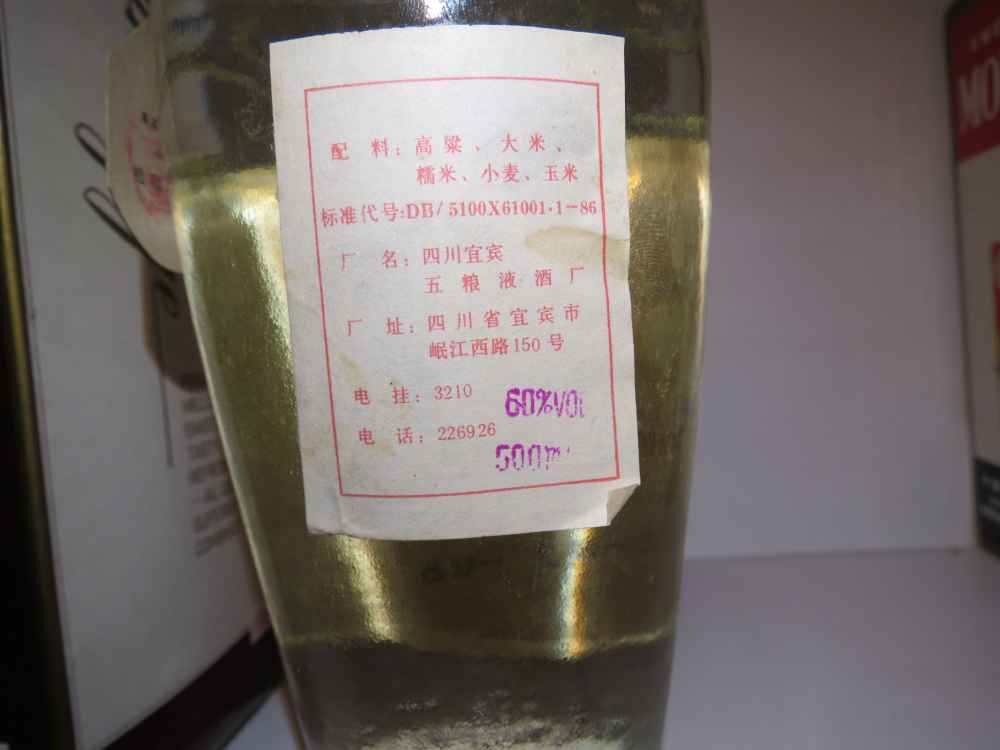 配 料: 高粱、大米、
糯米、小麦、玉米
标准代号:DB/5100X61001·1-86
厂 名: 四川宜宾
五粮液酒厂
厂 址: 四川省宜宾市
岷江西路150号
电 挂: 3210
60%VOL
电 话: 226926
500m
MO